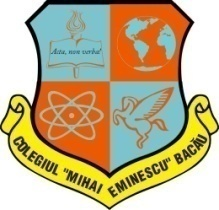 Acta, non verba!
COLEGIUL "MIHAI EMINESCU" BACĂU